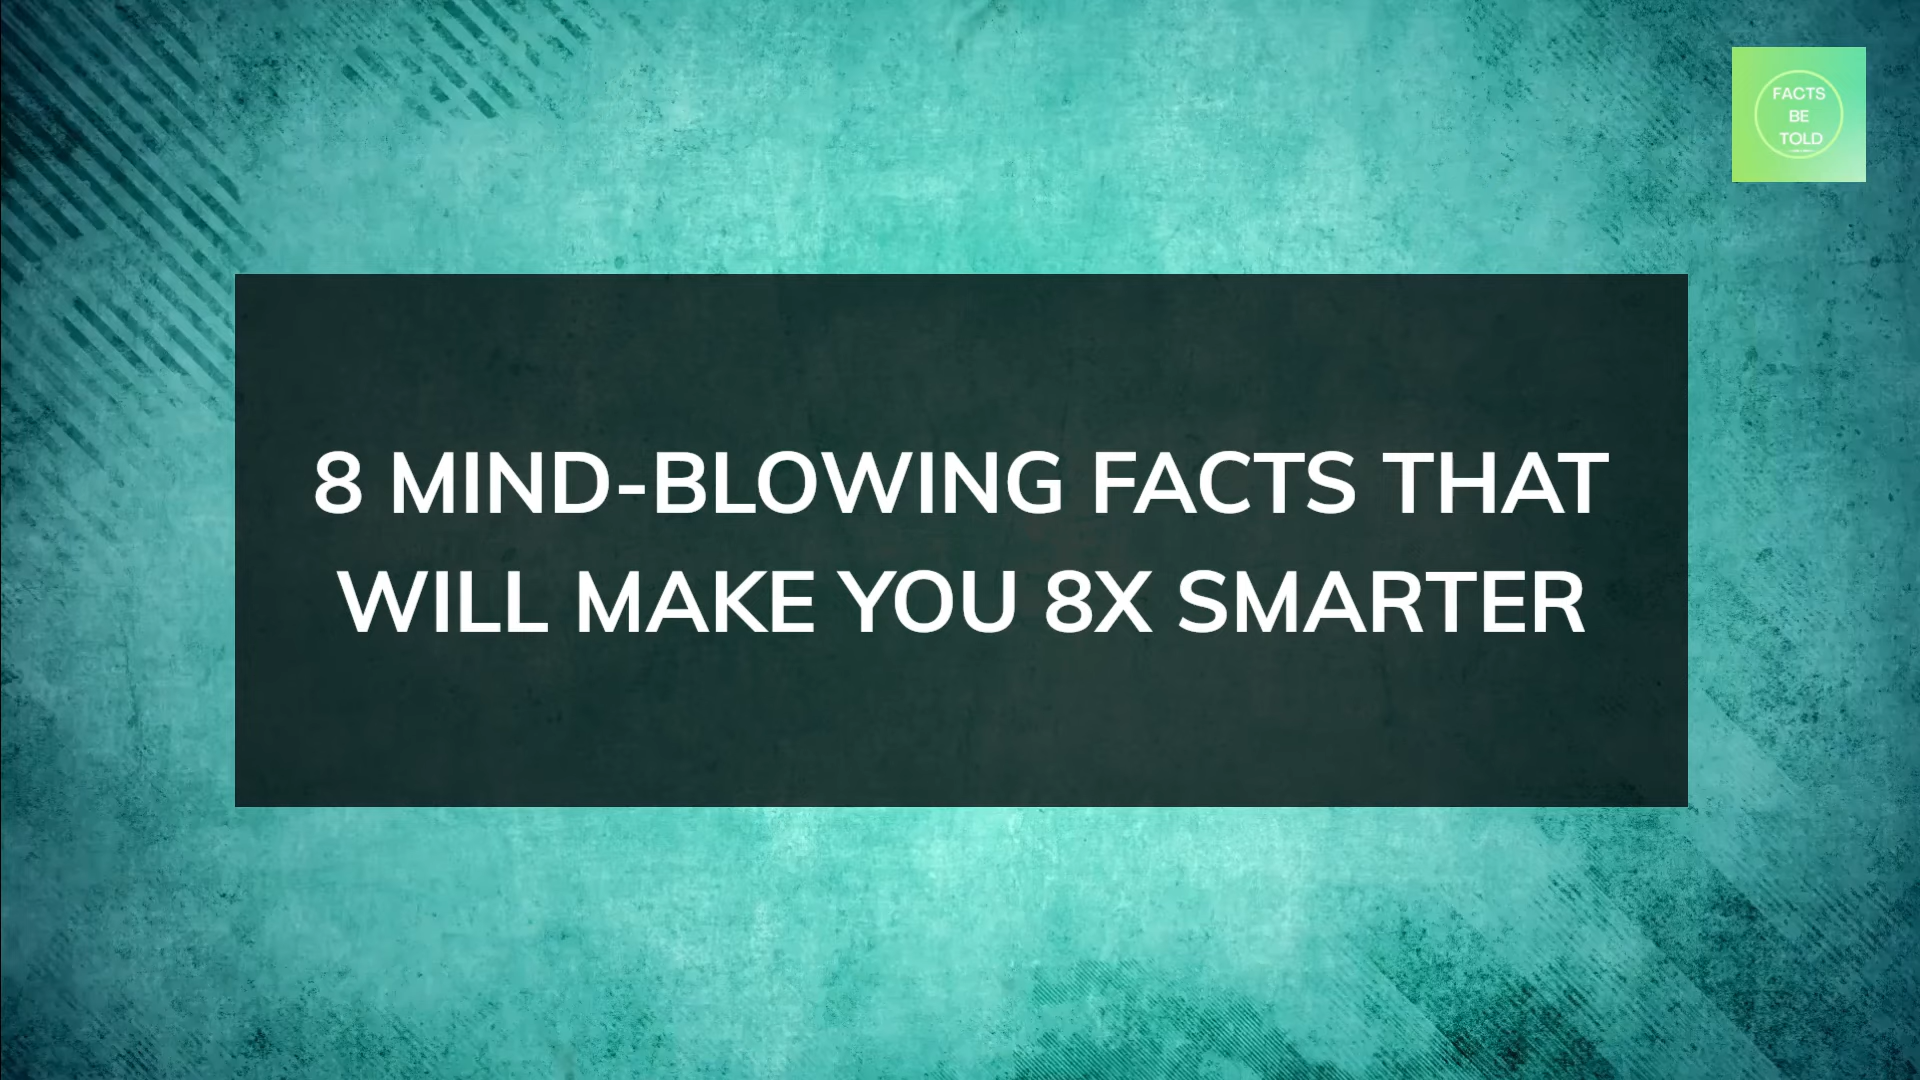 FACTS
BE
TOLD
8 MIND-BLOWING FACTS THAT
WILL MAKE YOU 8X SMARTER